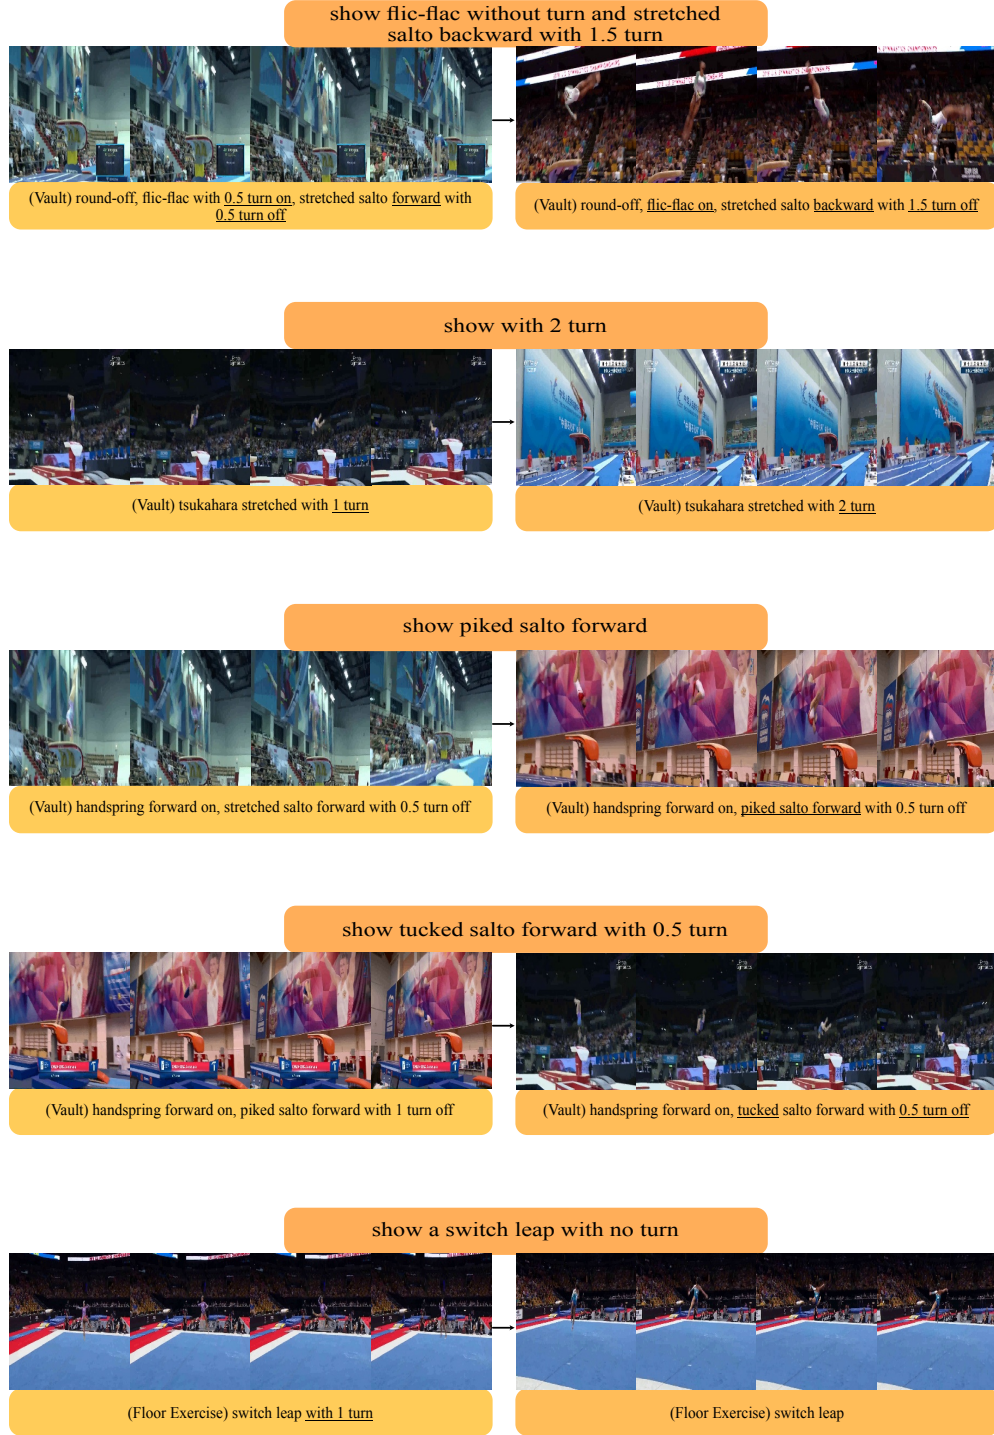 show flic-flac without turn and stretched
salto backward with 1.5 turn
(Vault) round-off, flic-flac with 0.5 turn on, stretched salto forward with
0.5 turn off
(Vault) round-off, flic-flac on, stretched salto backward with 1.5 turn off
show with 2 turn
(Vault) tsukahara stretched with 1 turn
(Vault) tsukahara stretched with 2 turn
show piked salto forward
(Vault) handspring forward on, stretched salto forward with 0.5 turn off
(Vault) handspring forward on, piked salto forward with 0.5 turn off
show tucked salto forward with 0.5 turn
(Vault) handspring forward on, piked salto forward with 1 turn off
(Vault) handspring forward on, tucked salto forward with 0.5 turn off
show a switch leap with no turn
(Floor Exercise) switch leap with 1 turn
(Floor Exercise) switch leap